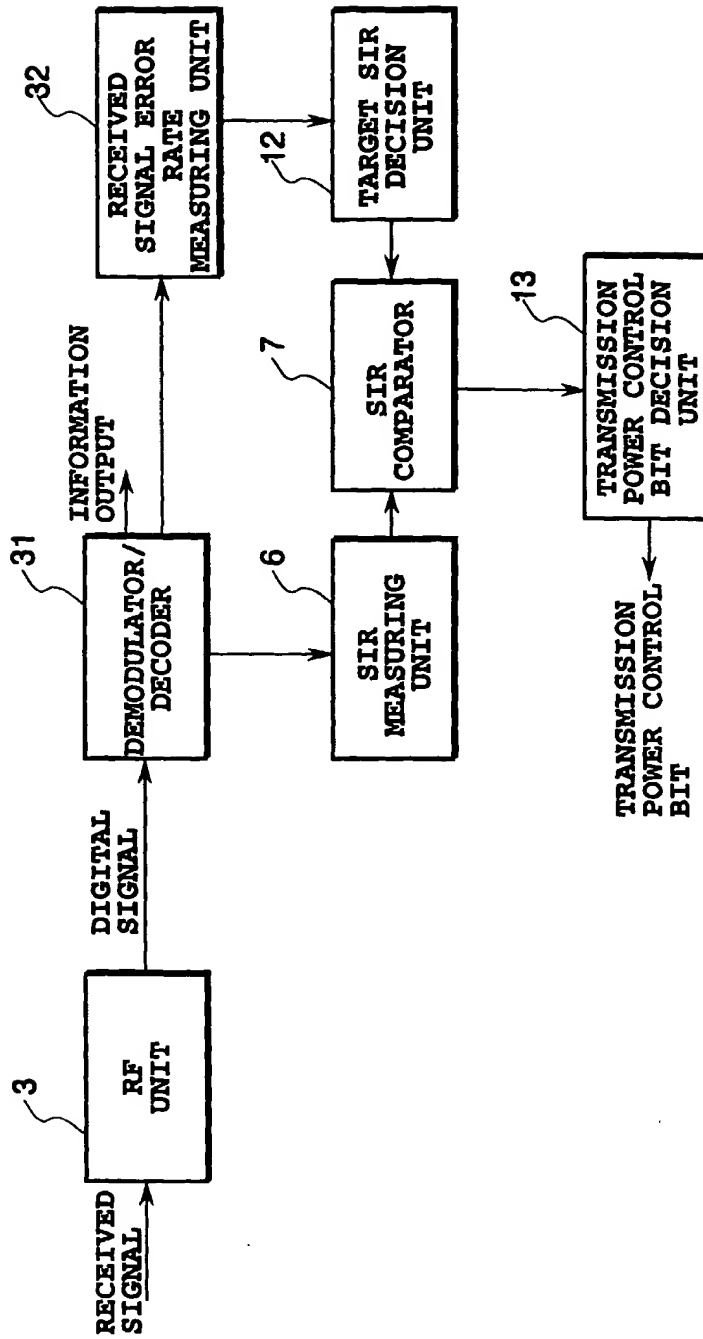 RECEIVED
SIGNAL
3
RF
UNIT
DIGITAL
SIGNAL
31
DEMODULATOR/
DECODER
INFORMATION
OUTPUT
32
RECEIVED
SIGNAL ERROR
RATE
MEASURING UNIT
6
SIR
MEASURING
UNIT
7
SIR
COMPARATOR
12
TARGET SIR
DECISION
UNIT
13
TRANSMISSION
POWER CONTROL
BIT DECISION
UNIT
TRANSMISSION
POWER CONTROL
BIT